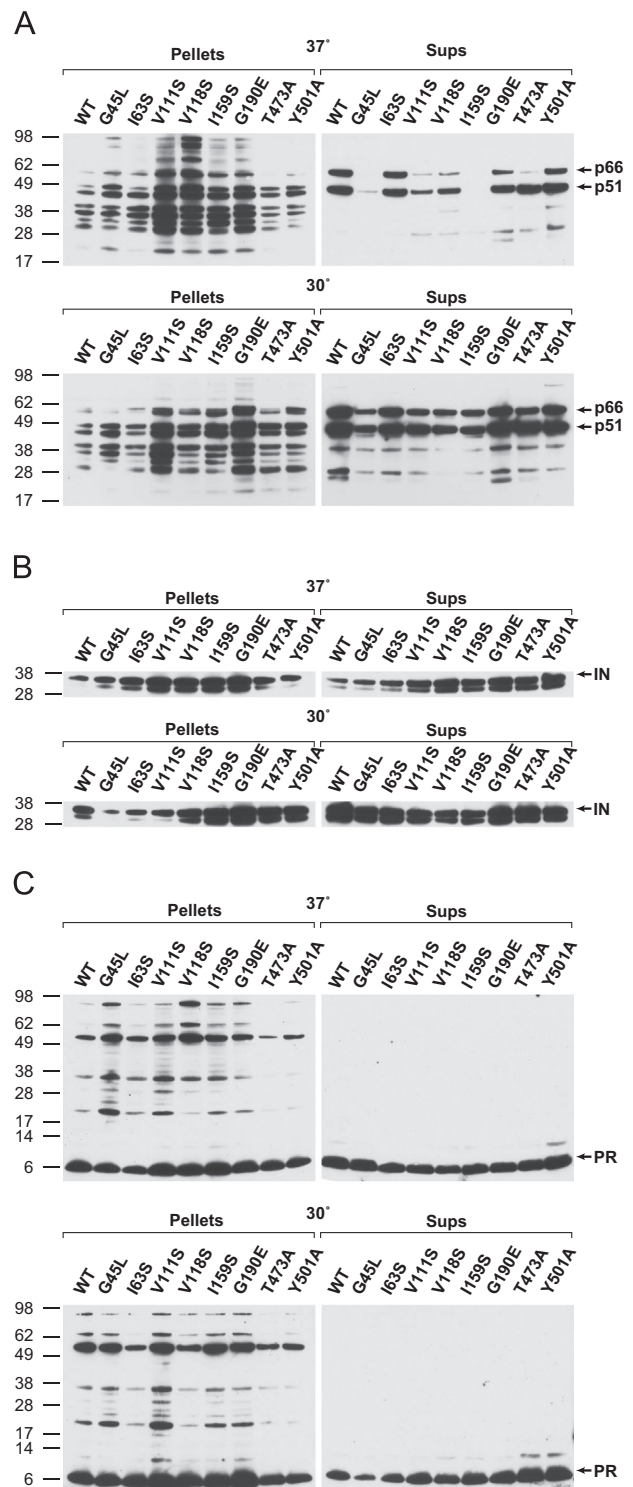 A
37°
Pellets Sups
WT G45L I63S V111S V118S I159S G190E T473A Y501A WT G45L I63S V111S V118S I159S G190E T473A Y501A
98
62
49
38
28
17
p66
p51
30°
Pellets Sups
WT G45L I63S V111S V118S I159S G190E T473A Y501A WT G45L I63S V111S V118S I159S G190E T473A Y501A
98
62
49
38
28
17
p66
p51
B
37°
Pellets Sups
WT G45L I63S V111S V118S I159S G190E T473A Y501A WT G45L I63S V111S V118S I159S G190E T473A Y501A
38
28
IN
30°
Pellets Sups
WT G45L I63S V111S V118S I159S G190E T473A Y501A WT G45L I63S V111S V118S I159S G190E T473A Y501A
38
28
IN
C
37°
Pellets Sups
WT G45L I63S V111S V118S I159S G190E T473A Y501A WT G45L I63S V111S V118S I159S G190E T473A Y501A
98
62
49
38
28
17
14
6
PR
30°
Pellets Sups
WT G45L I63S V111S V118S I159S G190E T473A Y501A WT G45L I63S V111S V118S I159S G190E T473A Y501A
98
62
49
38
28
17
14
6
PR